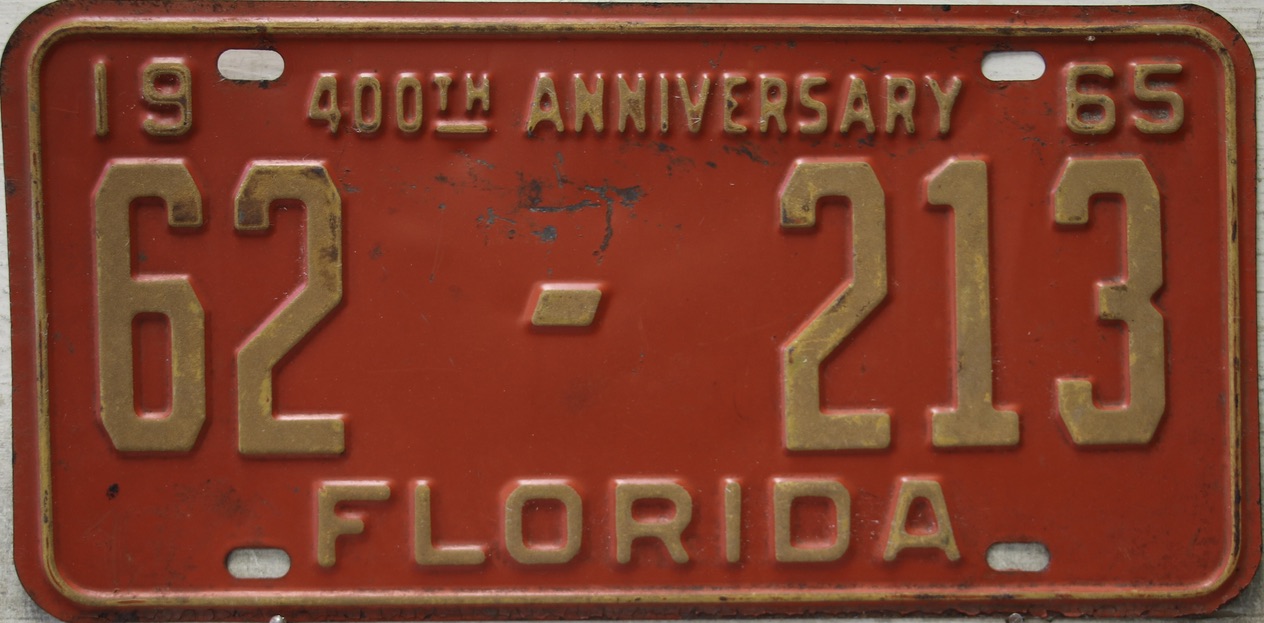 19 400TH ANNIVERSARY 65
62 - 213
FLORIDA